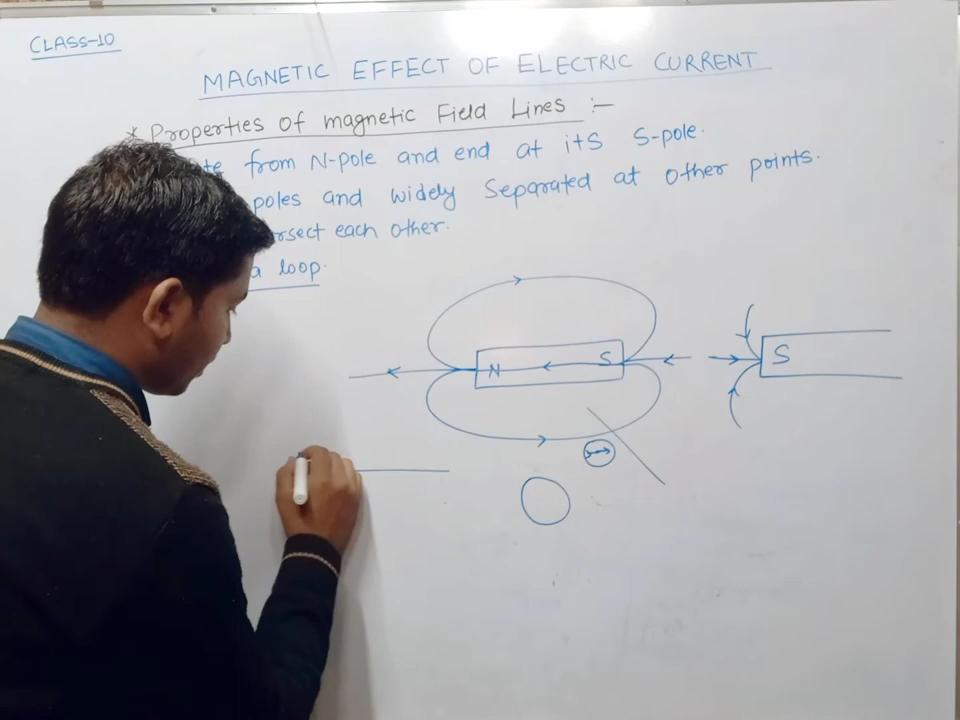 CLASS-10
MAGNETIC EFFECT OF ELECTRIC CURRENT
* Properties of magnetic Field Lines :-
from N-pole and end at itS S-pole.
poles and widely Separated at other points.
each other.
a loop.
N S
S